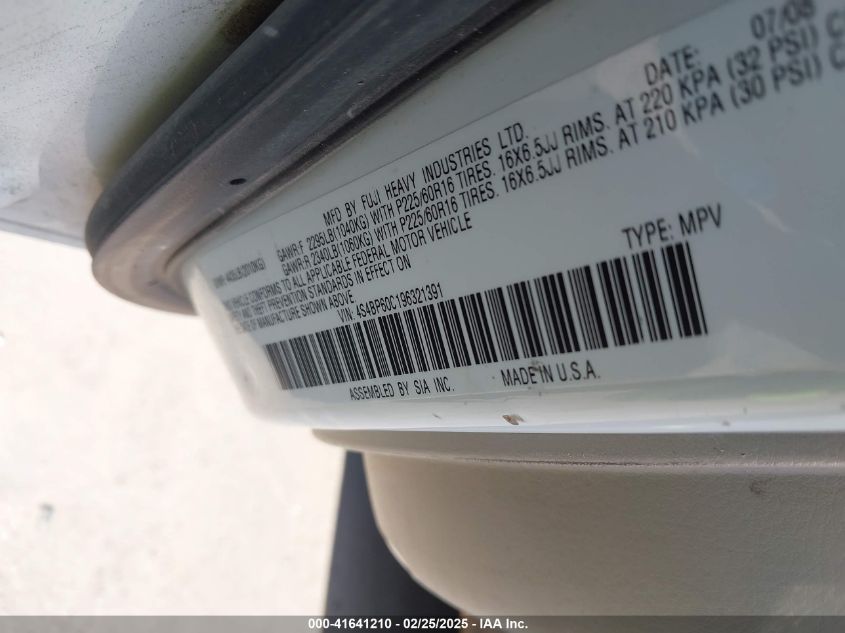 MFD BY FUJI HEAVY INDUSTRIES LTD. DATE: 07/08
GAWR:F 2295LB(1040KG) WITH P225/60R16 TIRES. 16X6.5JJ RIMS. AT 220 KPA (32 PSI)
GAWR:R 2340LB(1060KG) WITH P225/60R16 TIRES. 16X6.5JJ RIMS. AT 210 KPA (30 PSI)
VEHICLE CONFORMS TO ALL APPLICABLE FEDERAL MOTOR VEHICLE
AND THEFT PREVENTION STANDARDS IN EFFECT ON
OF MANUFACTURE SHOWN ABOVE.
VIN: 4S4BP60C196321391 TYPE: MPV
ASSEMBLED BY SIA INC. MADE IN U.S.A.
000-41641210 - 02/25/2025 - IAA Inc.